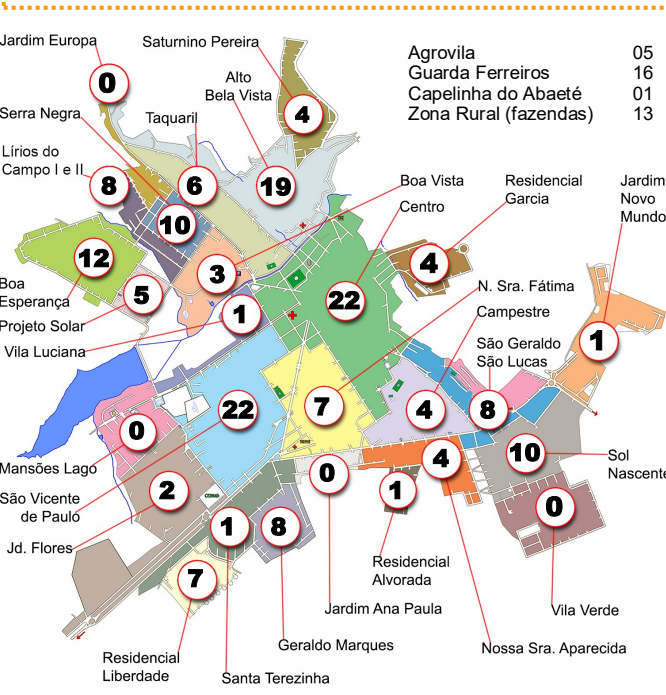 Jardim Europa
0
Saturnino Pereira
4
Agrovila 05
Guarda Ferreiros 16
Capelinha do Abaeté 01
Zona Rural (fazendas) 13
Alto
Bela Vista
19
Serra Negra
10
Taquaril
6
Lírios do
Campo I e II
8
Boa Vista
3
Centro
22
Residencial
Garcia
4
Jardim
Novo
Mundo
1
12
Boa
Esperança
5
Projeto Solar
1
Vila Luciana
N. Sra. Fátima
7
Campestre
4
São Geraldo
São Lucas
8
0
Mansões Lago
22
São Vicente
de Paulo
2
Jd. Flores
10
Sol
Nascente
0
Vila Verde
4
Nossa Sra. Aparecida
1
Residencial
Alvorada
0
Jardim Ana Paula
8
Geraldo Marques
1
Santa Terezinha
7
Residencial
Liberdade